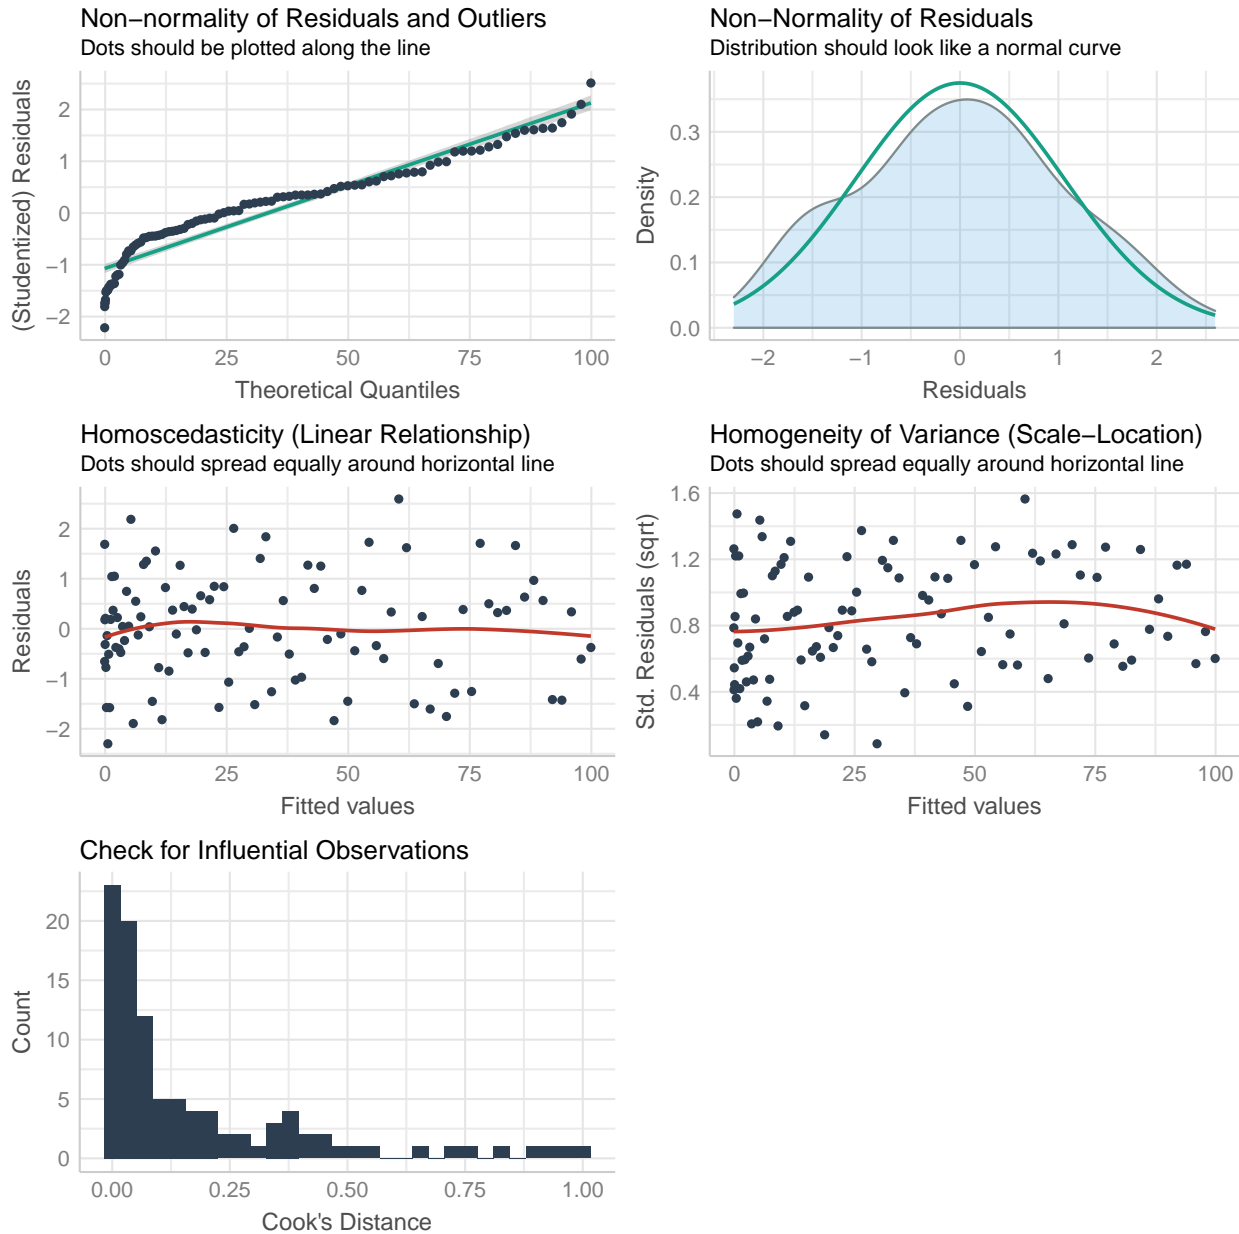 Non−normality of Residuals and Outliers
Dots should be plotted along the line
(Studentized) Residuals
2
1
0
−1
−2
0 25 50 75 100
Theoretical Quantiles
Non−Normality of Residuals
Distribution should look like a normal curve
Density
0.3
0.2
0.1
0.0
−2 −1 0 1 2
Residuals
Homoscedasticity (Linear Relationship)
Dots should spread equally around horizontal line
Residuals
2
1
0
−1
−2
0 25 50 75 100
Fitted values
Homogeneity of Variance (Scale−Location)
Dots should spread equally around horizontal line
Std. Residuals (sqrt)
1.6
1.2
0.8
0.4
0 25 50 75 100
Fitted values
Check for Influential Observations
Count
20
15
10
5
0
0.00 0.25 0.50 0.75 1.00
Cook's Distance